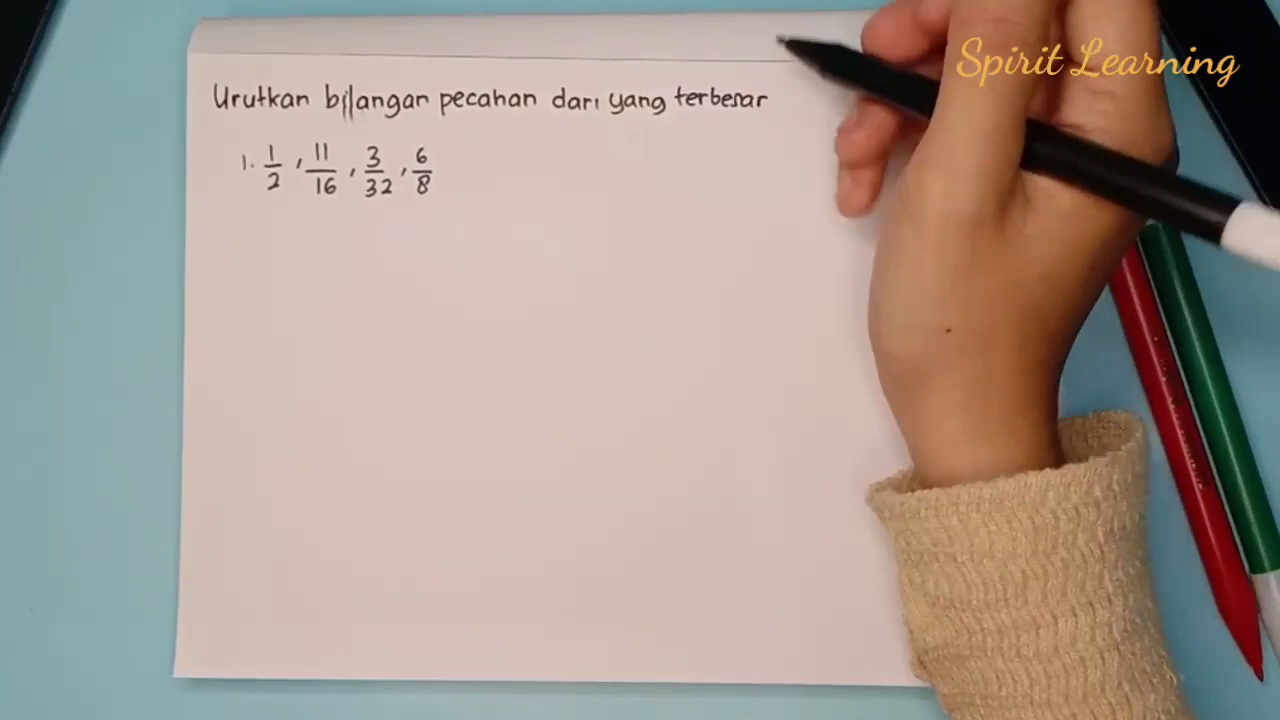 Spirit Learning
Urutkan bilangan pecahan dari yang terbesar
1. 1/2 , 11/16 , 3/32 , 6/8